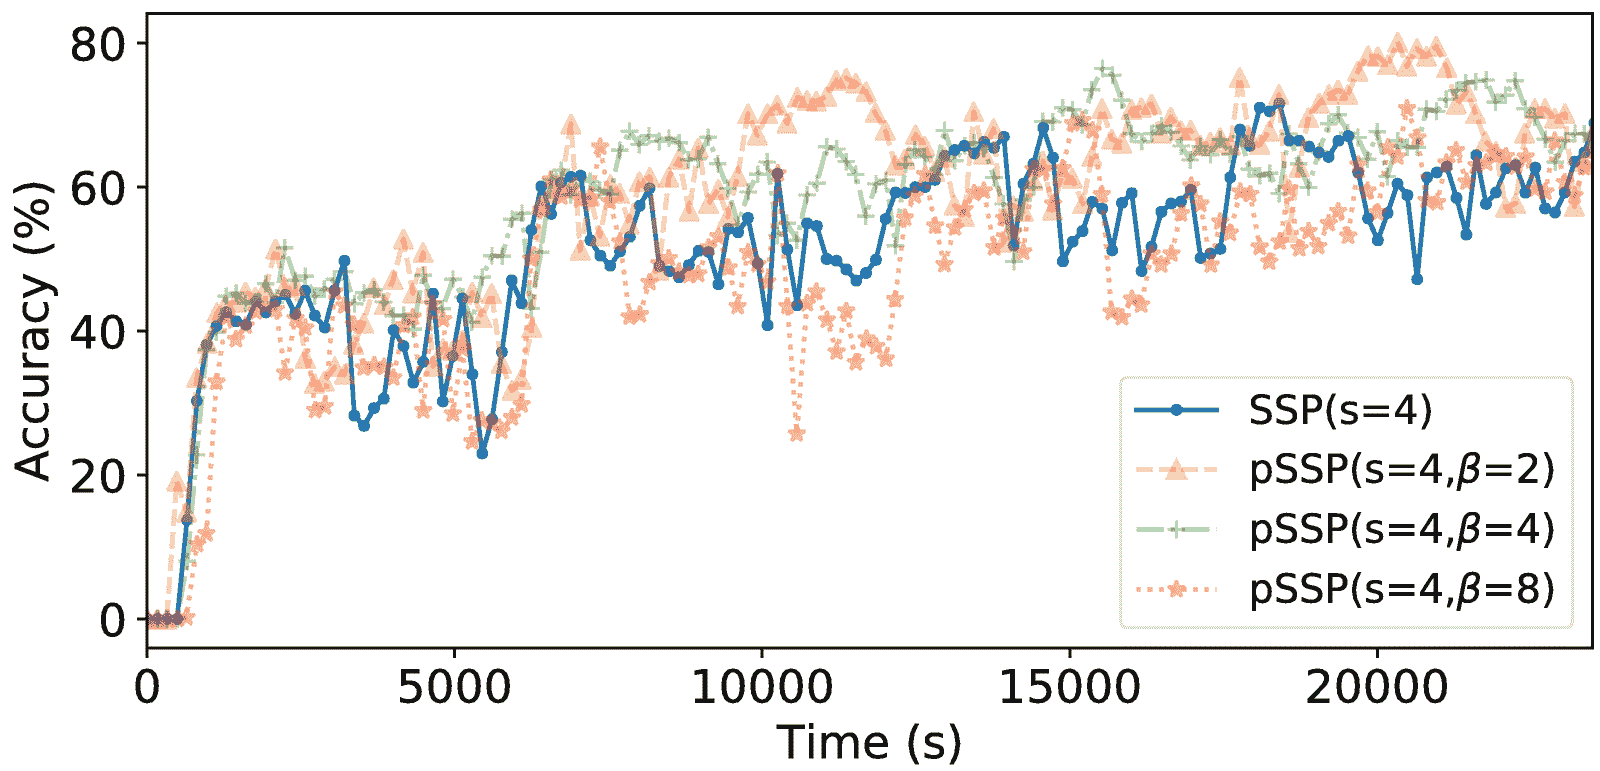 80
60
40
20
0
Accuracy (%)
0 5000 10000 15000 20000
Time (s)
SSP(s=4)
pSSP(s=4,β=2)
pSSP(s=4,β=4)
pSSP(s=4,β=8)